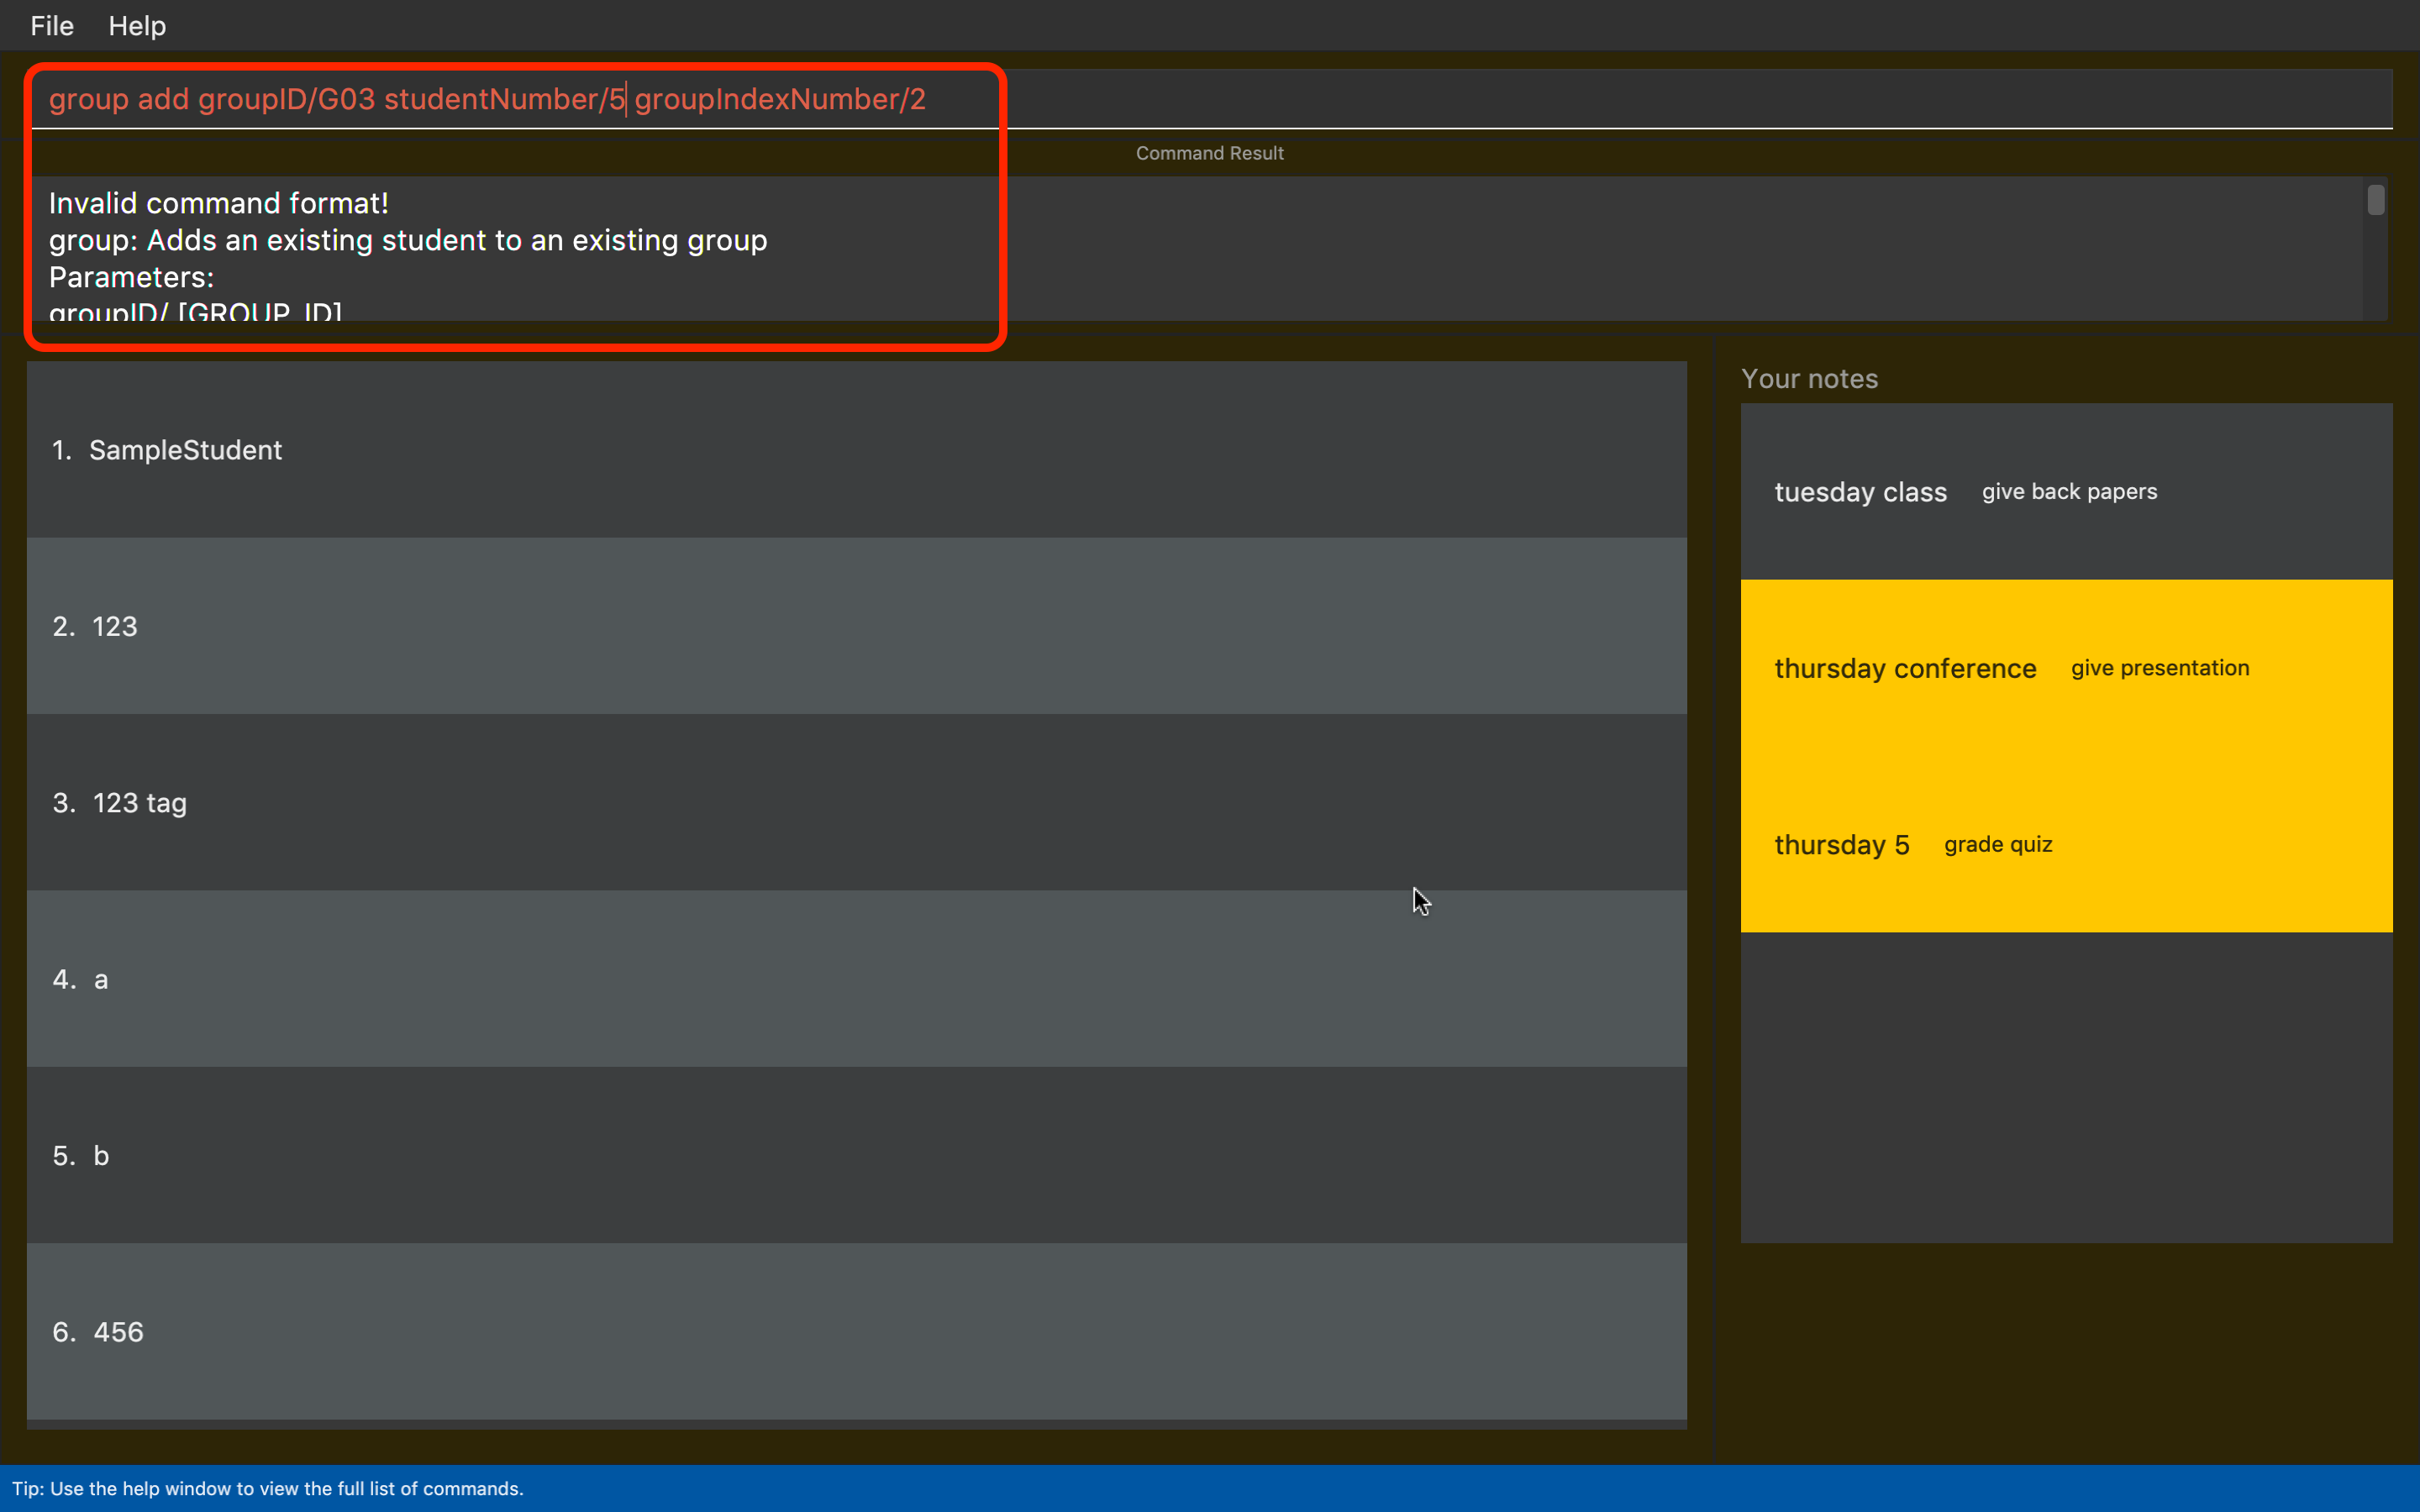 File Help
group add groupID/G03 studentNumber/5 groupIndexNumber/2
Command Result
Invalid command format!
group: Adds an existing student to an existing group
Parameters:
groupID/ [GROUP_ID]
1. SampleStudent
2. 123
3. 123 tag
4. a
5. b
6. 456
Your notes
tuesday class give back papers
thursday conference give presentation
thursday 5 grade quiz
Tip: Use the help window to view the full list of commands.